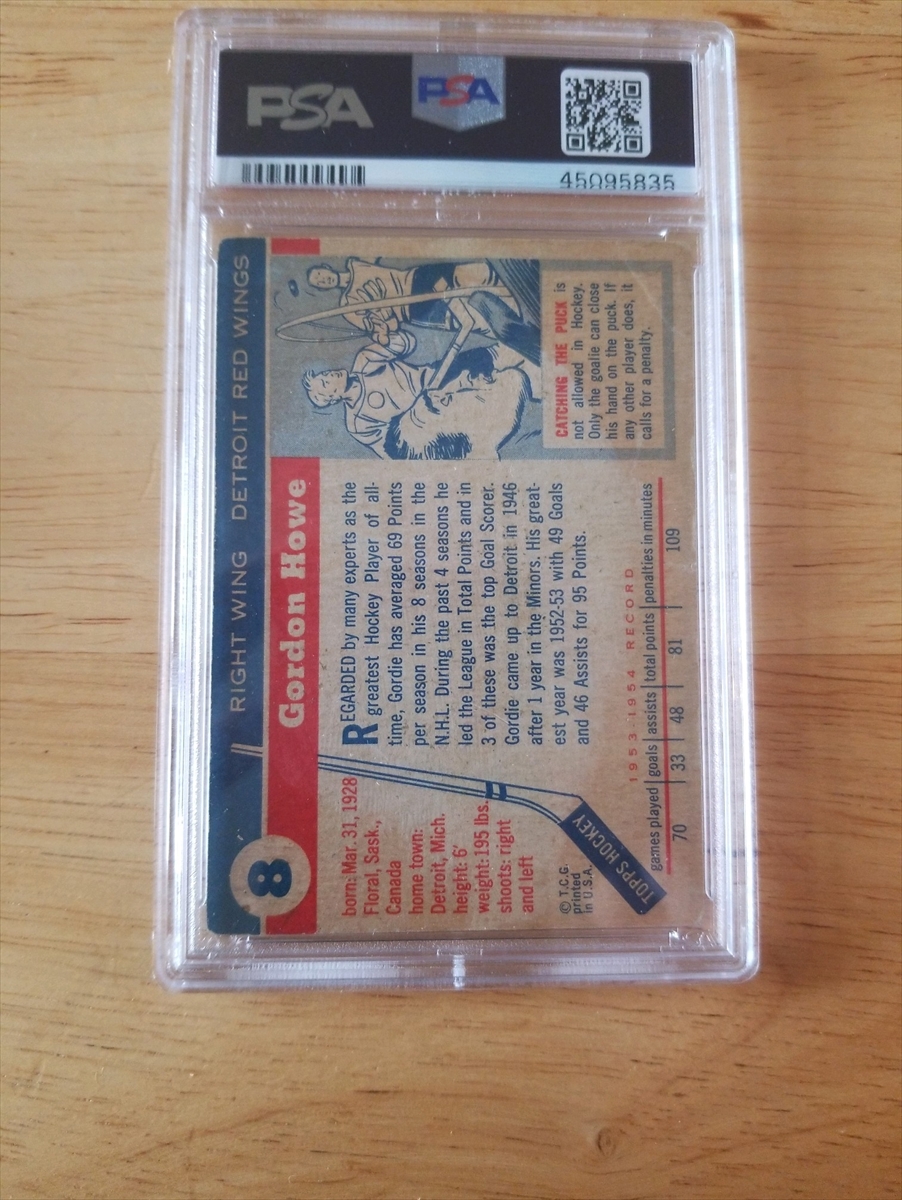 PSA
PSA
45095835
8
RIGHT WING DETROIT RED WINGS
Gordon Howe
born: Mar. 31, 1928
Floral, Sask.,
Canada
home town:
Detroit, Mich.
height: 6'
weight: 195 lbs.
shoots: right
and left
© T.C.G.
printed
in U.S.A.
TOPPS HOCKEY
REGARDED by many experts as the
greatest Hockey Player of all-
time, Gordie has averaged 69 Points
per season in his 8 seasons in the
N.H.L. During the past 4 seasons he
led the League in Total Points and in
3 of these was the top Goal Scorer.
Gordie came up to Detroit in 1946
after 1 year in the Minors. His great-
est year was 1952-53 with 49 Goals
and 46 Assists for 95 Points.
CATCHING THE PUCK is
not allowed in Hockey.
Only the goalie can close
his hand on the puck. If
any other player does, it
calls for a penalty.
1953-1954 RECORD
games played goals assists total points penalties in minutes
70 33 48 81 109